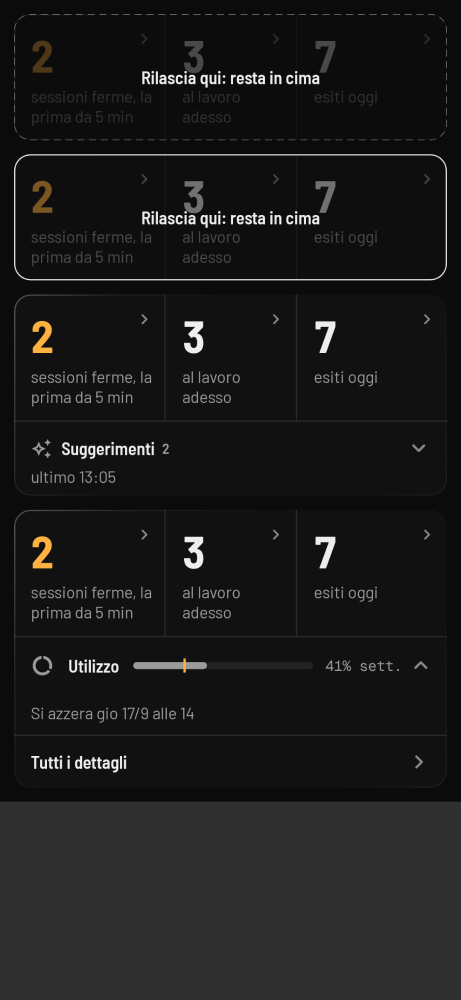 2
3
7
Rilascia qui: resta in cima
sessioni ferme, la
prima da 5 min
al lavoro
adesso
esiti oggi
2
3
7
Rilascia qui: resta in cima
sessioni ferme, la
prima da 5 min
al lavoro
adesso
esiti oggi
2
3
7
sessioni ferme, la
prima da 5 min
al lavoro
adesso
esiti oggi
Suggerimenti 2
ultimo 13:05
2
3
7
sessioni ferme, la
prima da 5 min
al lavoro
adesso
esiti oggi
Utilizzo 41% sett.
Si azzera gio 17/9 alle 14
Tutti i dettagli